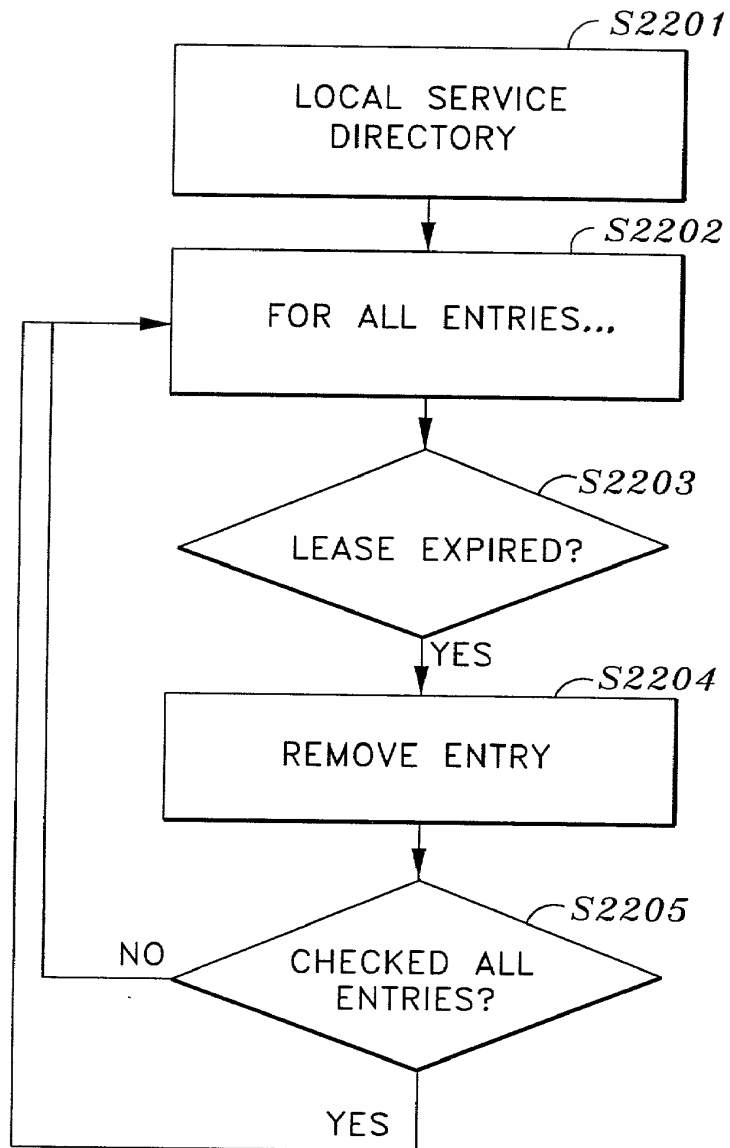 S2201
LOCAL SERVICE
DIRECTORY
S2202
FOR ALL ENTRIES...
S2203
LEASE EXPIRED?
YES
S2204
REMOVE ENTRY
S2205
NO
CHECKED ALL
ENTRIES?
YES